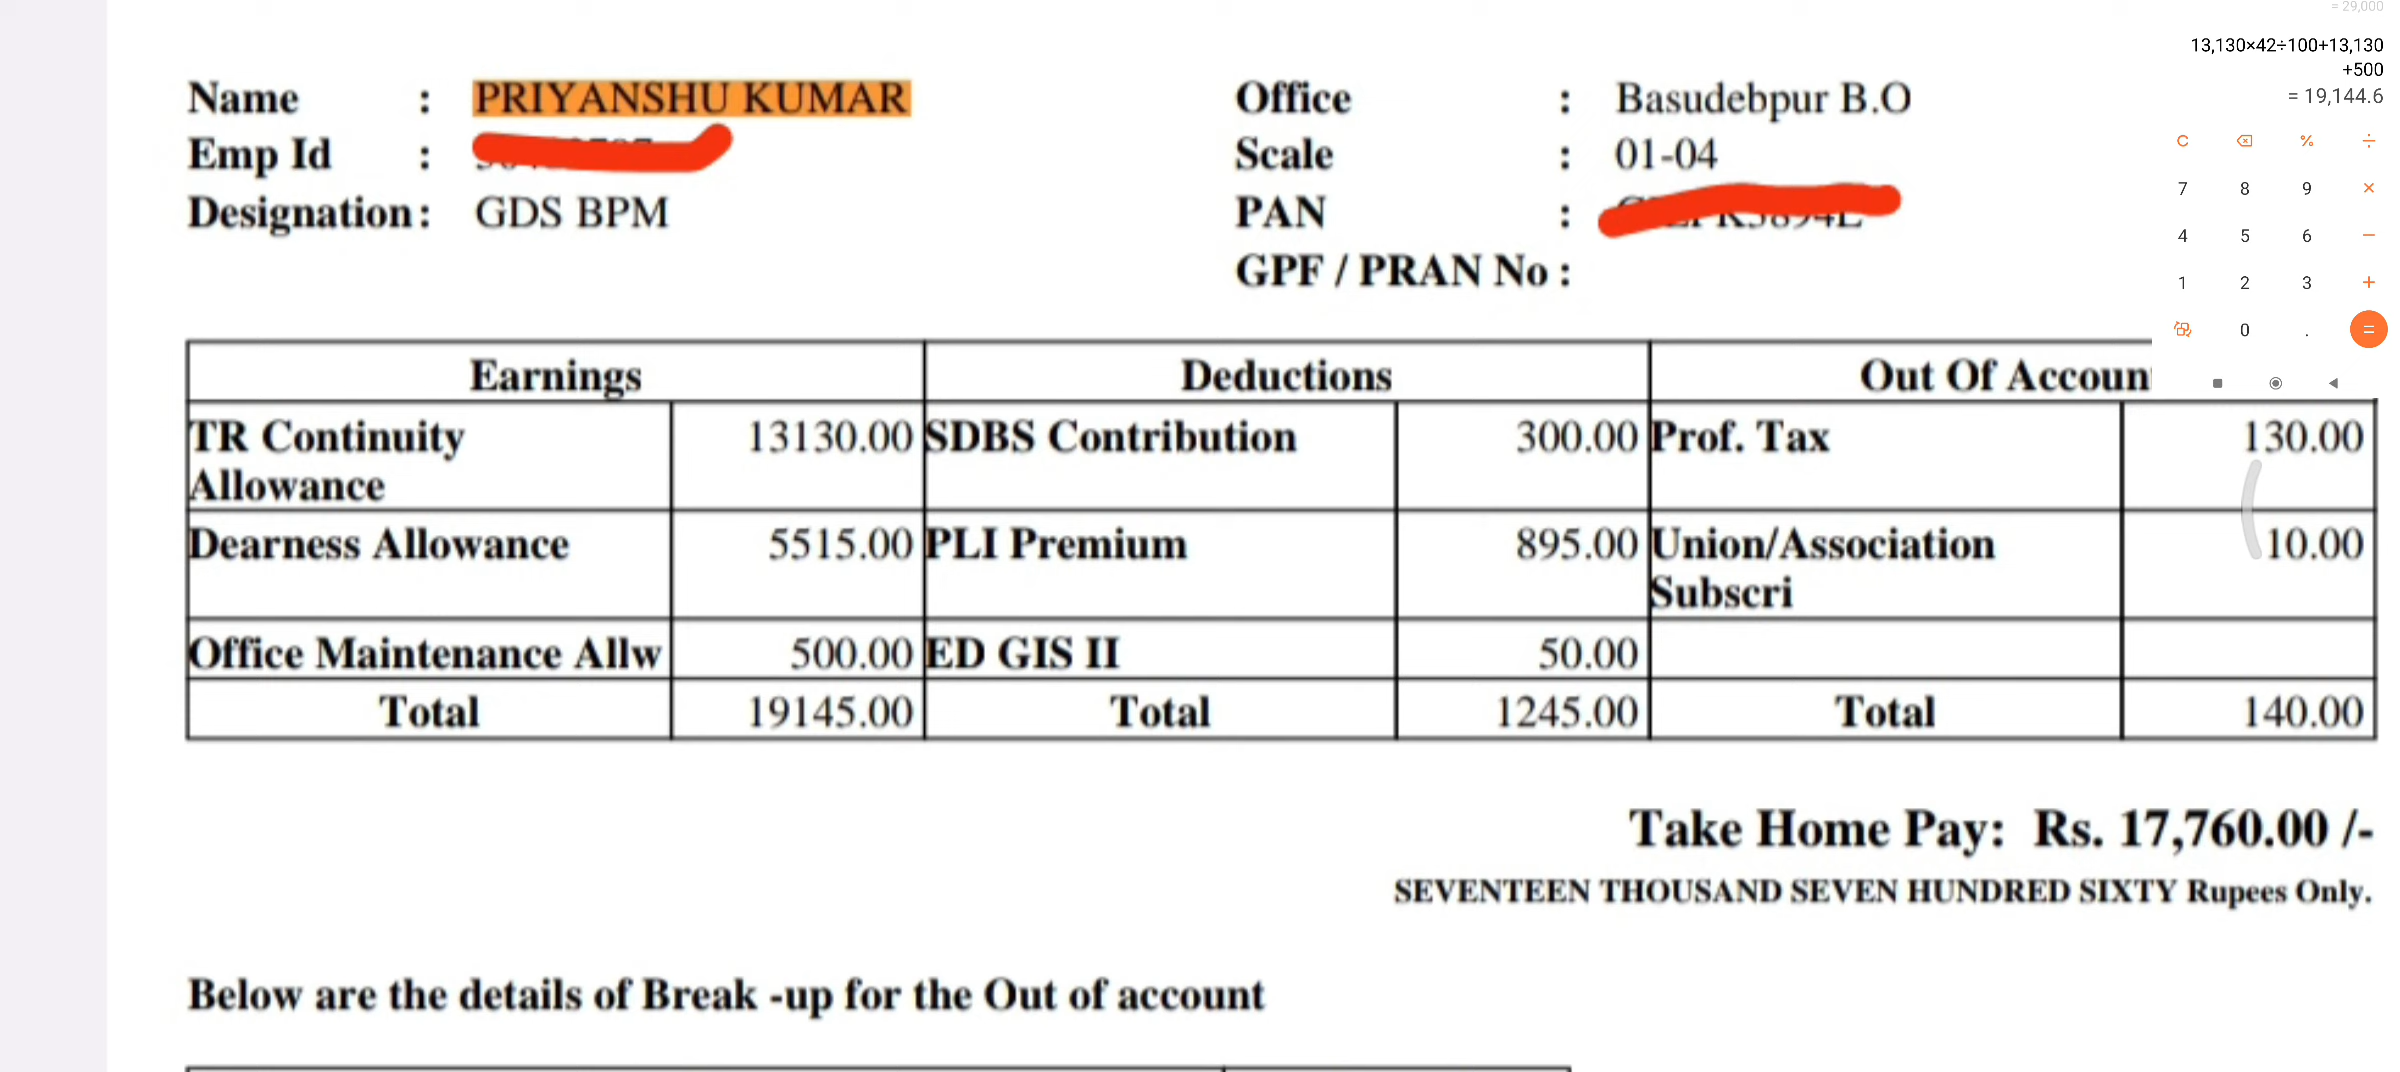 = 29,000
13,130×42÷100+13,130
+500
= 19,144.6
C % ÷
7 8 9 ×
4 5 6 −
1 2 3 +
0 . =
Name : PRIYANSHU KUMAR
Emp Id :
Designation : GDS BPM
Office : Basudebpur B.O
Scale : 01-04
PAN :
GPF / PRAN No :
Earnings Deductions Out Of Accoun
TR Continuity Allowance 13130.00 SDBS Contribution 300.00 Prof. Tax 130.00
Dearness Allowance 5515.00 PLI Premium 895.00 Union/Association Subscri 10.00
Office Maintenance Allw 500.00 ED GIS II 50.00
Total 19145.00 Total 1245.00 Total 140.00
Take Home Pay: Rs. 17,760.00 /-
SEVENTEEN THOUSAND SEVEN HUNDRED SIXTY Rupees Only.
Below are the details of Break -up for the Out of account